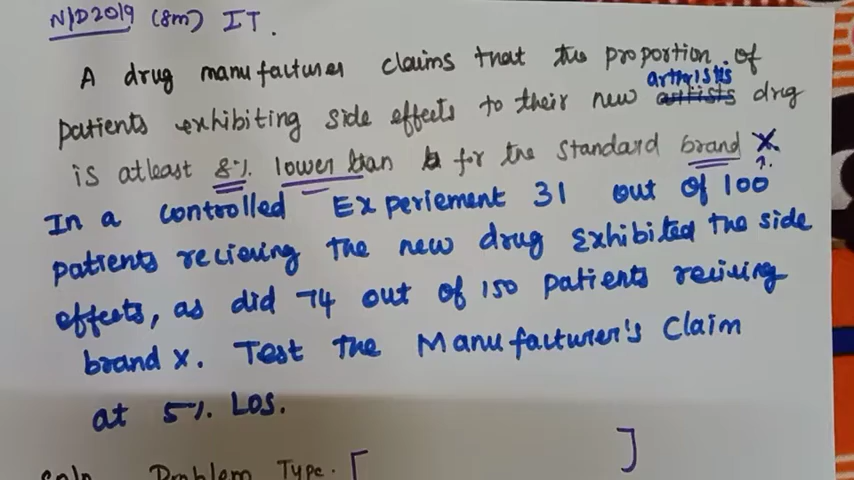 N/D2019 (8m) IT.
A drug manufacturer claims that the proportion of
patients exhibiting side effects to their new artists arthrists drug
is atleast 8% lower than for the standard brand X.
In a controlled Experiement 31 out of 100
patients recieving the new drug exhibited the side
effects, as did 74 out of 150 patients reciving
brand x. Test the Manufacturer's Claim
at 5% Los.
Soln Problem Type. [ ]